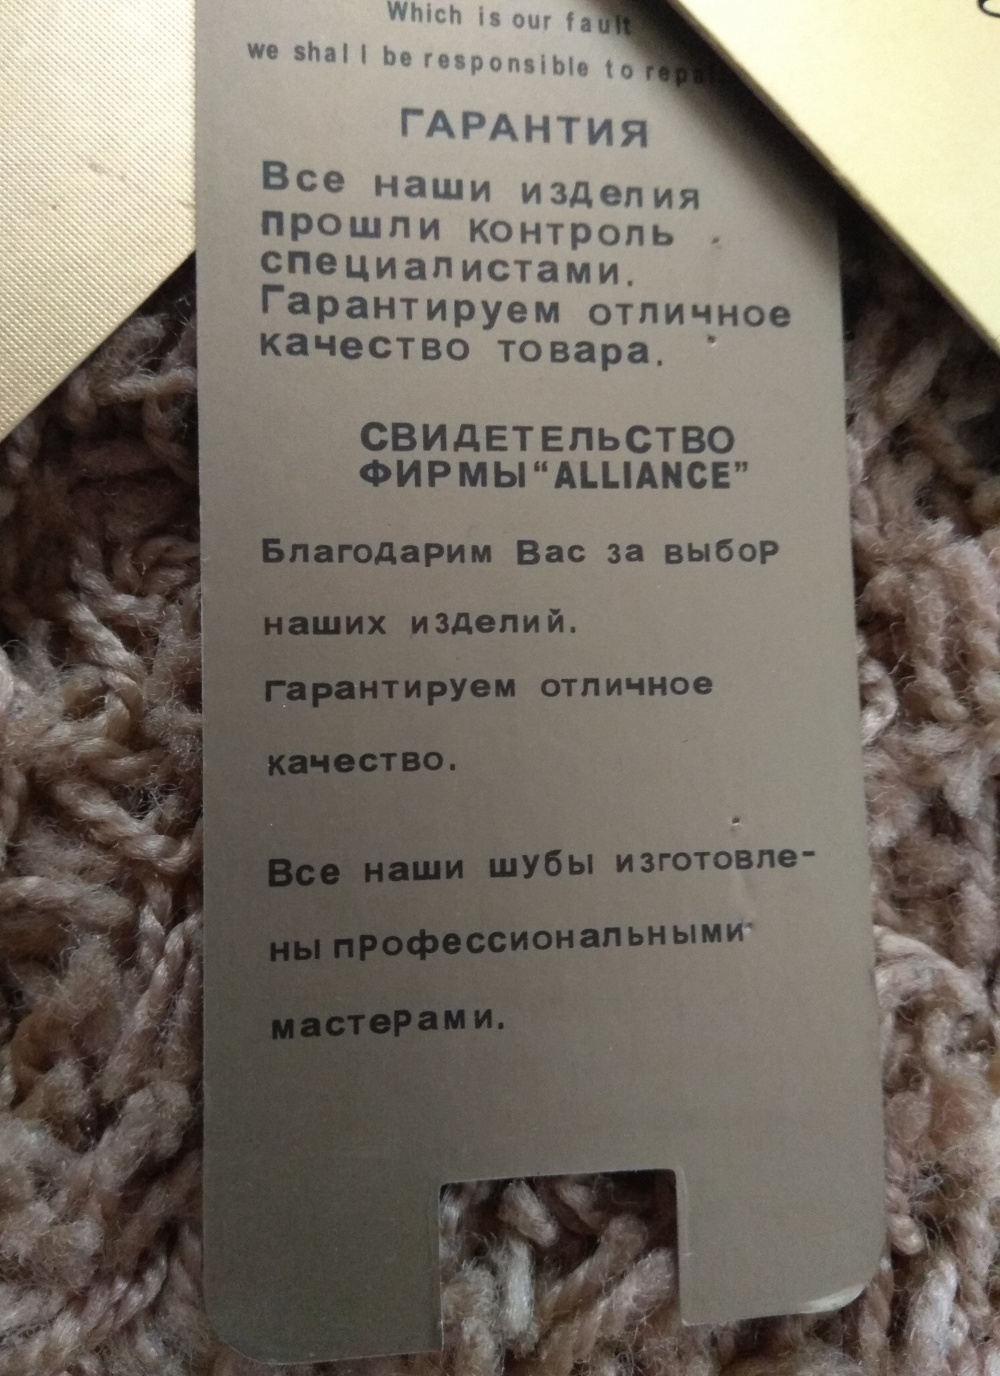 Which is our fault
we shall be responsible to
ГАРАНТИЯ
Все наши изделия
прошли контроль
специалистами.
Гарантируем отличное
качество товара.
СВИДЕТЕЛЬСТВО
ФИРМЫ “ALLIANCE”
Благодарим Вас за выбор
наших изделий.
гарантируем отличное
качество.
Все наши шубы изготовле-
ны профессиональными
мастерами.